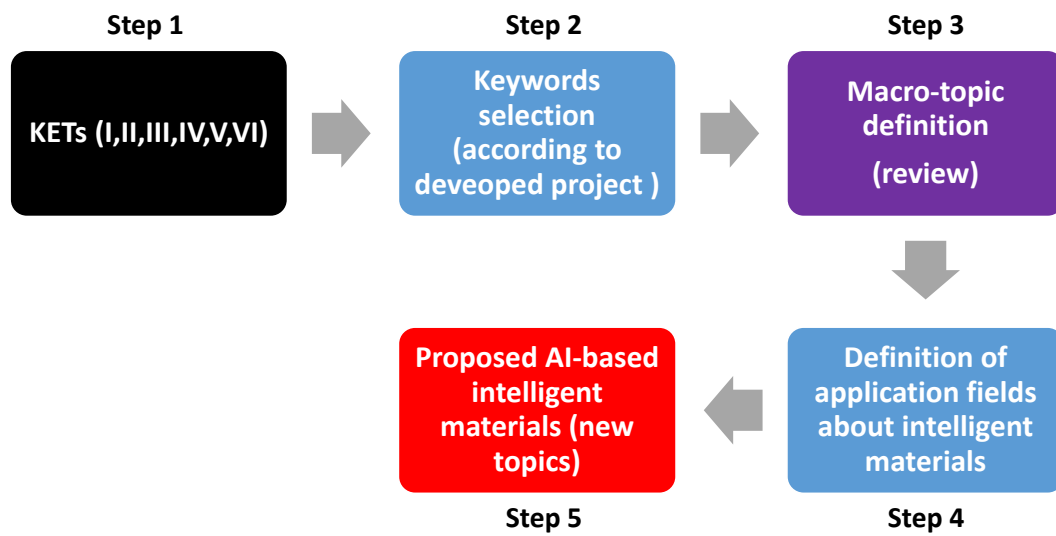 Step 1
KETs (I,II,III,IV,V,VI)
Step 2
Keywords
selection
(according to
deveoped project )
Step 3
Macro-topic
definition
(review)
Definition of
application fields
about intelligent
materials
Step 4
Proposed AI-based
intelligent
materials (new
topics)
Step 5